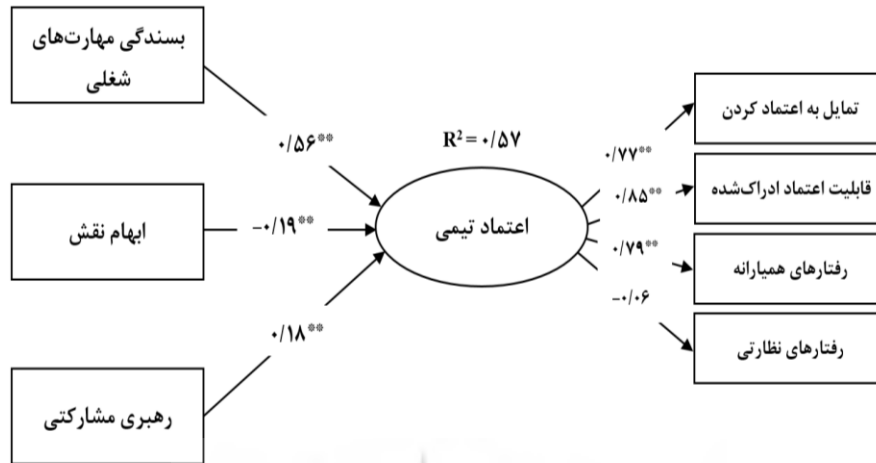 بسندگی مهارت‌های
شغلی
ابهام نقش
رهبری مشارکتی
۰/۵۶**
-۰/۱۹**
۰/۱۸**
R² = ۰/۵۷
اعتماد تیمی
۰/۷۷**
۰/۸۵**
۰/۷۹**
-۰/۰۶
تمایل به اعتماد کردن
قابلیت اعتماد ادراک‌شده
رفتارهای همیارانه
رفتارهای نظارتی